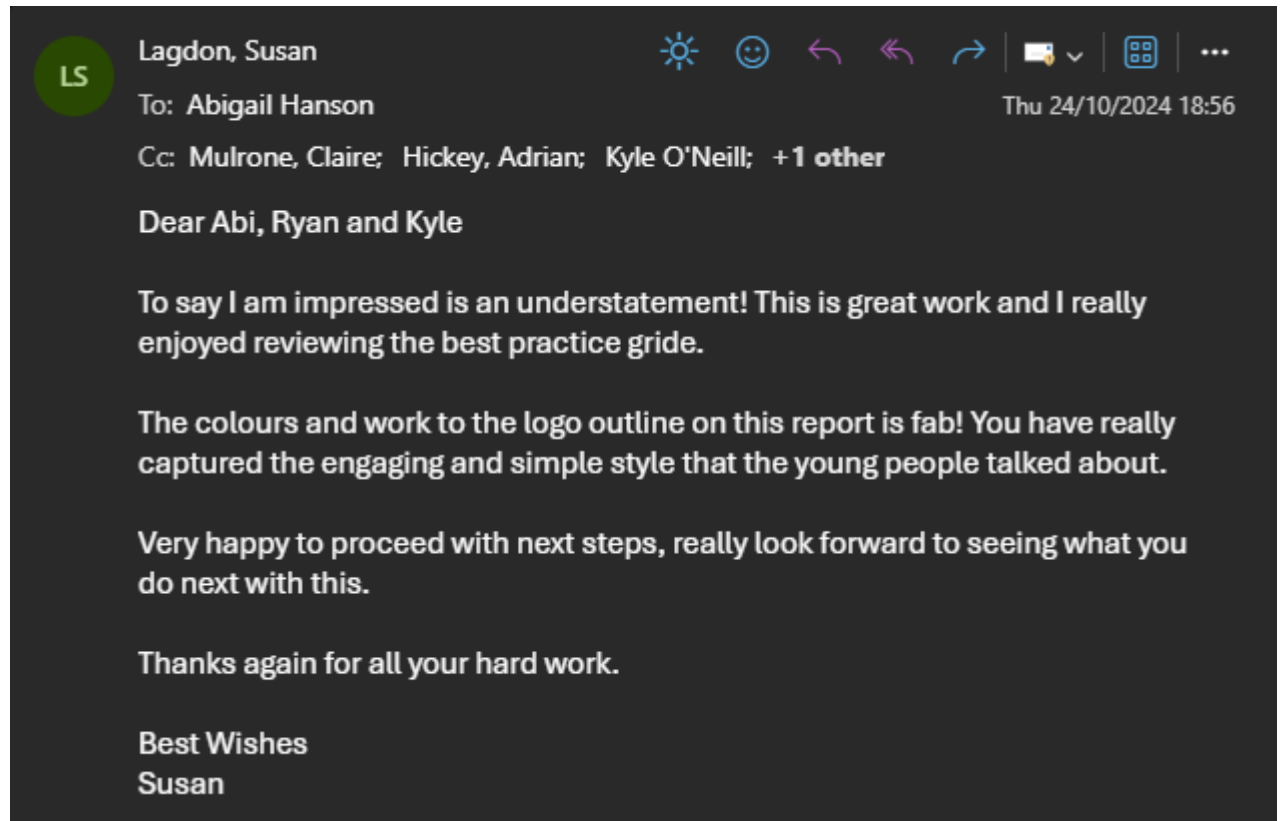 LS
Lagdon, Susan
To: Abigail Hanson
Thu 24/10/2024 18:56
Cc: Mulrone, Claire; Hickey, Adrian; Kyle O'Neill; +1 other
Dear Abi, Ryan and Kyle
To say I am impressed is an understatement! This is great work and I really
enjoyed reviewing the best practice gride.
The colours and work to the logo outline on this report is fab! You have really
captured the engaging and simple style that the young people talked about.
Very happy to proceed with next steps, really look forward to seeing what you
do next with this.
Thanks again for all your hard work.
Best Wishes
Susan